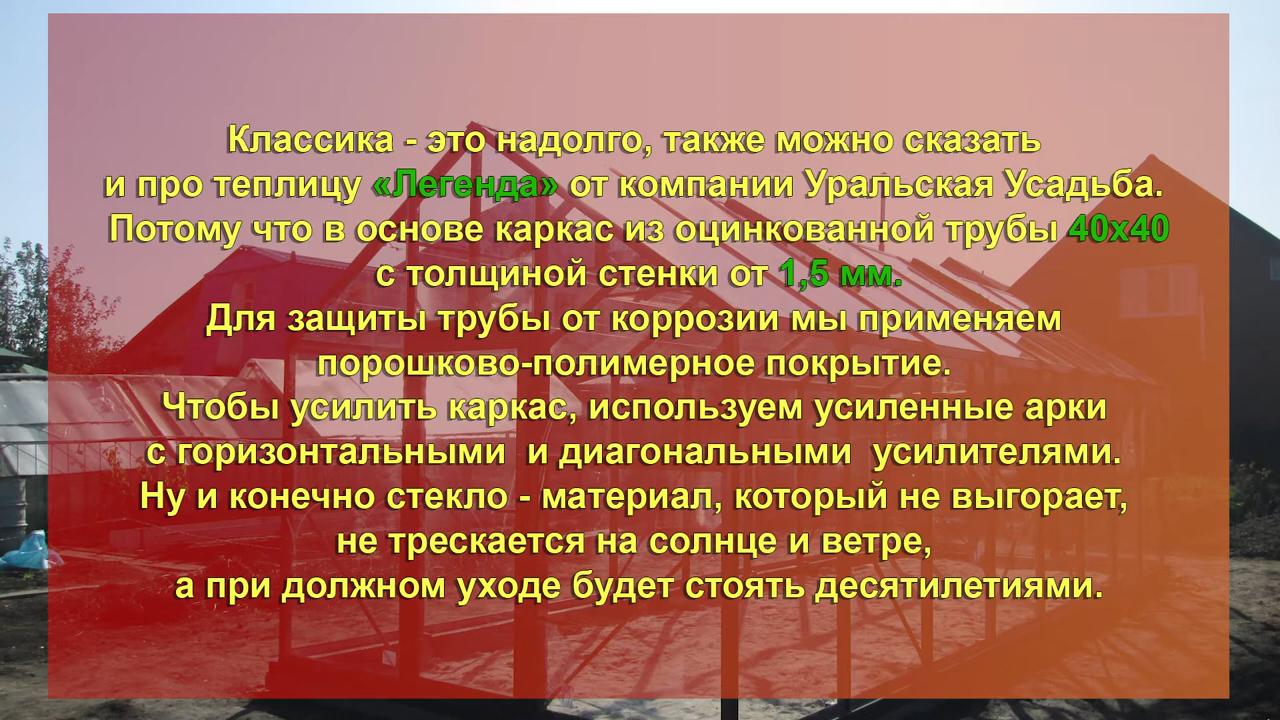 Классика - это надолго, также можно сказать
и про теплицу «Легенда» от компании Уральская Усадьба.
Потому что в основе каркас из оцинкованной трубы 40х40
с толщиной стенки от 1,5 мм.
Для защиты трубы от коррозии мы применяем
порошково-полимерное покрытие.
Чтобы усилить каркас, используем усиленные арки
с горизонтальными и диагональными усилителями.
Ну и конечно стекло - материал, который не выгорает,
не трескается на солнце и ветре,
а при должном уходе будет стоять десятилетиями.